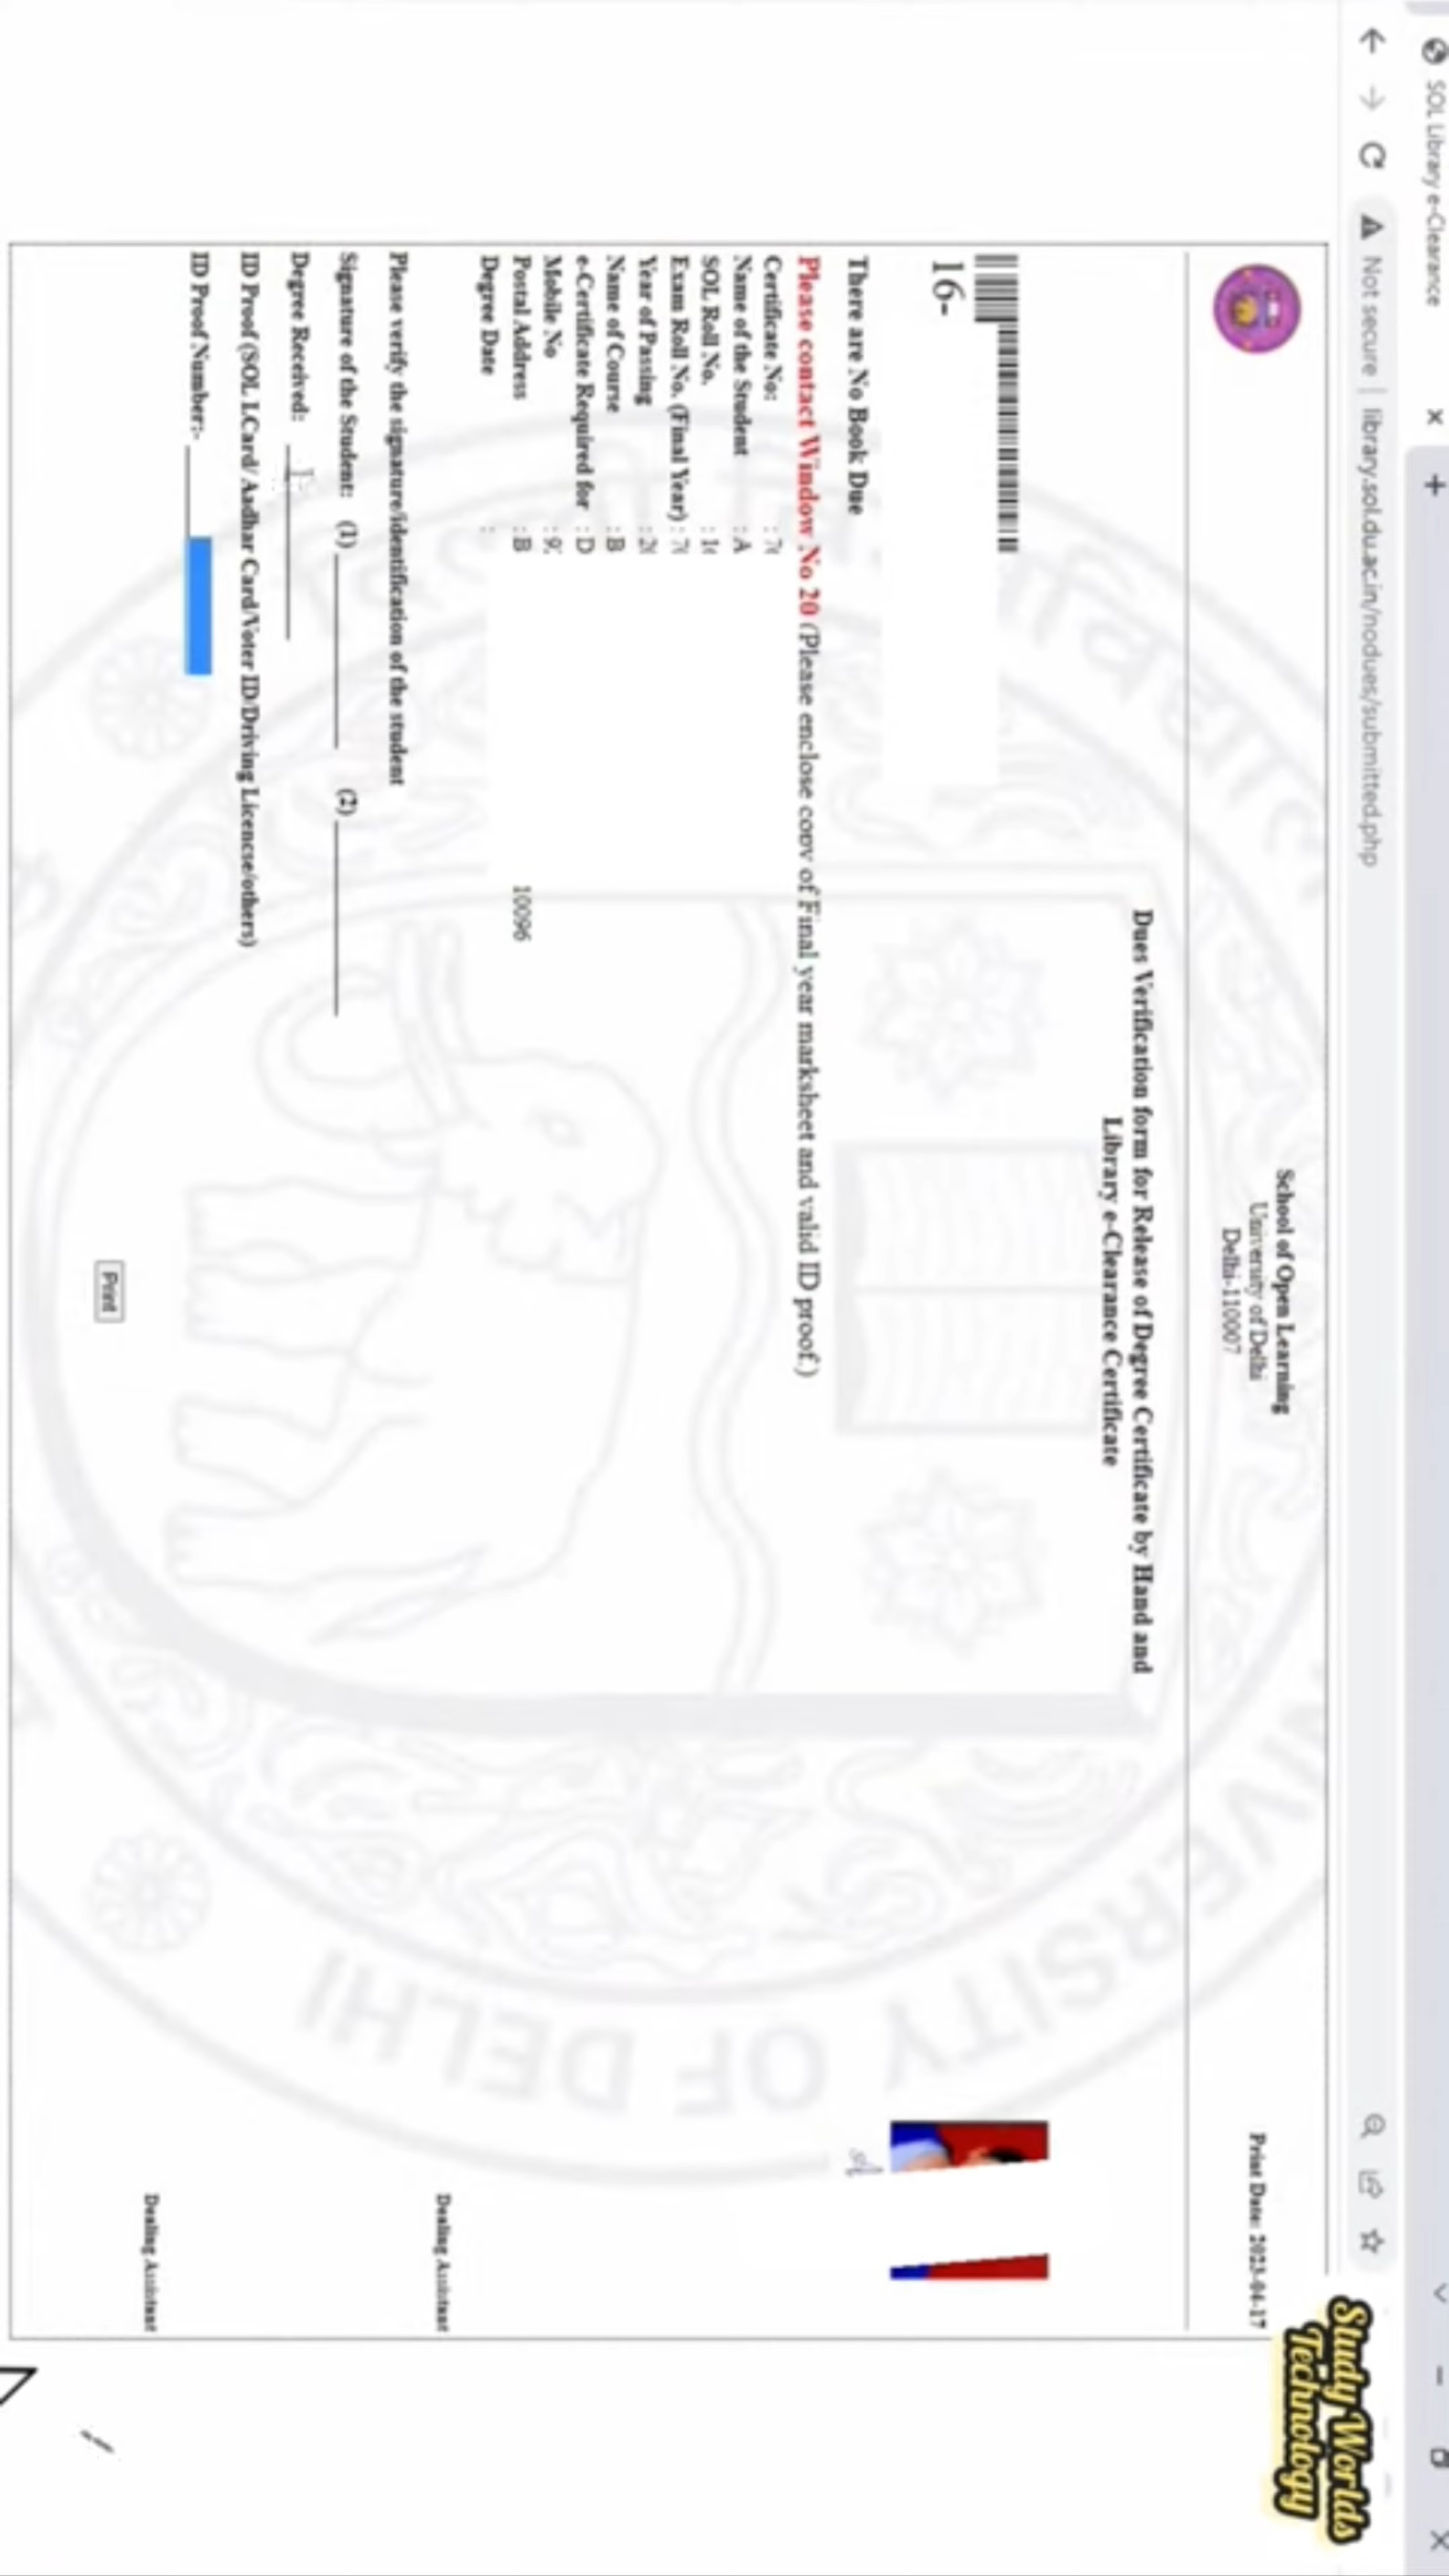 SOL Library e-Clearance
Not secure | library.sol.du.ac.in/nodues/submitted.php
Study Worlds
Technology
School of Open Learning
University of Delhi
Delhi-110007
Print Date: 2023-04-17
Dues Verification form for Release of Degree Certificate by Hand and
Library e-Clearance Certificate
16-
There are No Book Due
Please contact Window No 20 (Please enclose copy of Final year marksheet and valid ID proof.)
Certificate No: : 7
Name of the Student : A
SOL Roll No. : 1
Exam Roll No. (Final Year) : 7
Year of Passing : 2
Name of Course : B
e-Certificate Required for : D
Mobile No : 9
Postal Address : B 10096
Degree Date :
Please verify the signature/identification of the student
Signature of the Student: (1) (2)
Dealing Assistant
Degree Received:
ID Proof (SOL I.Card/ Aadhar Card/Voter ID/Driving Licencse/others)
ID Proof Number:-
Dealing Assistant
Print
UNIVERSITY OF DELHI